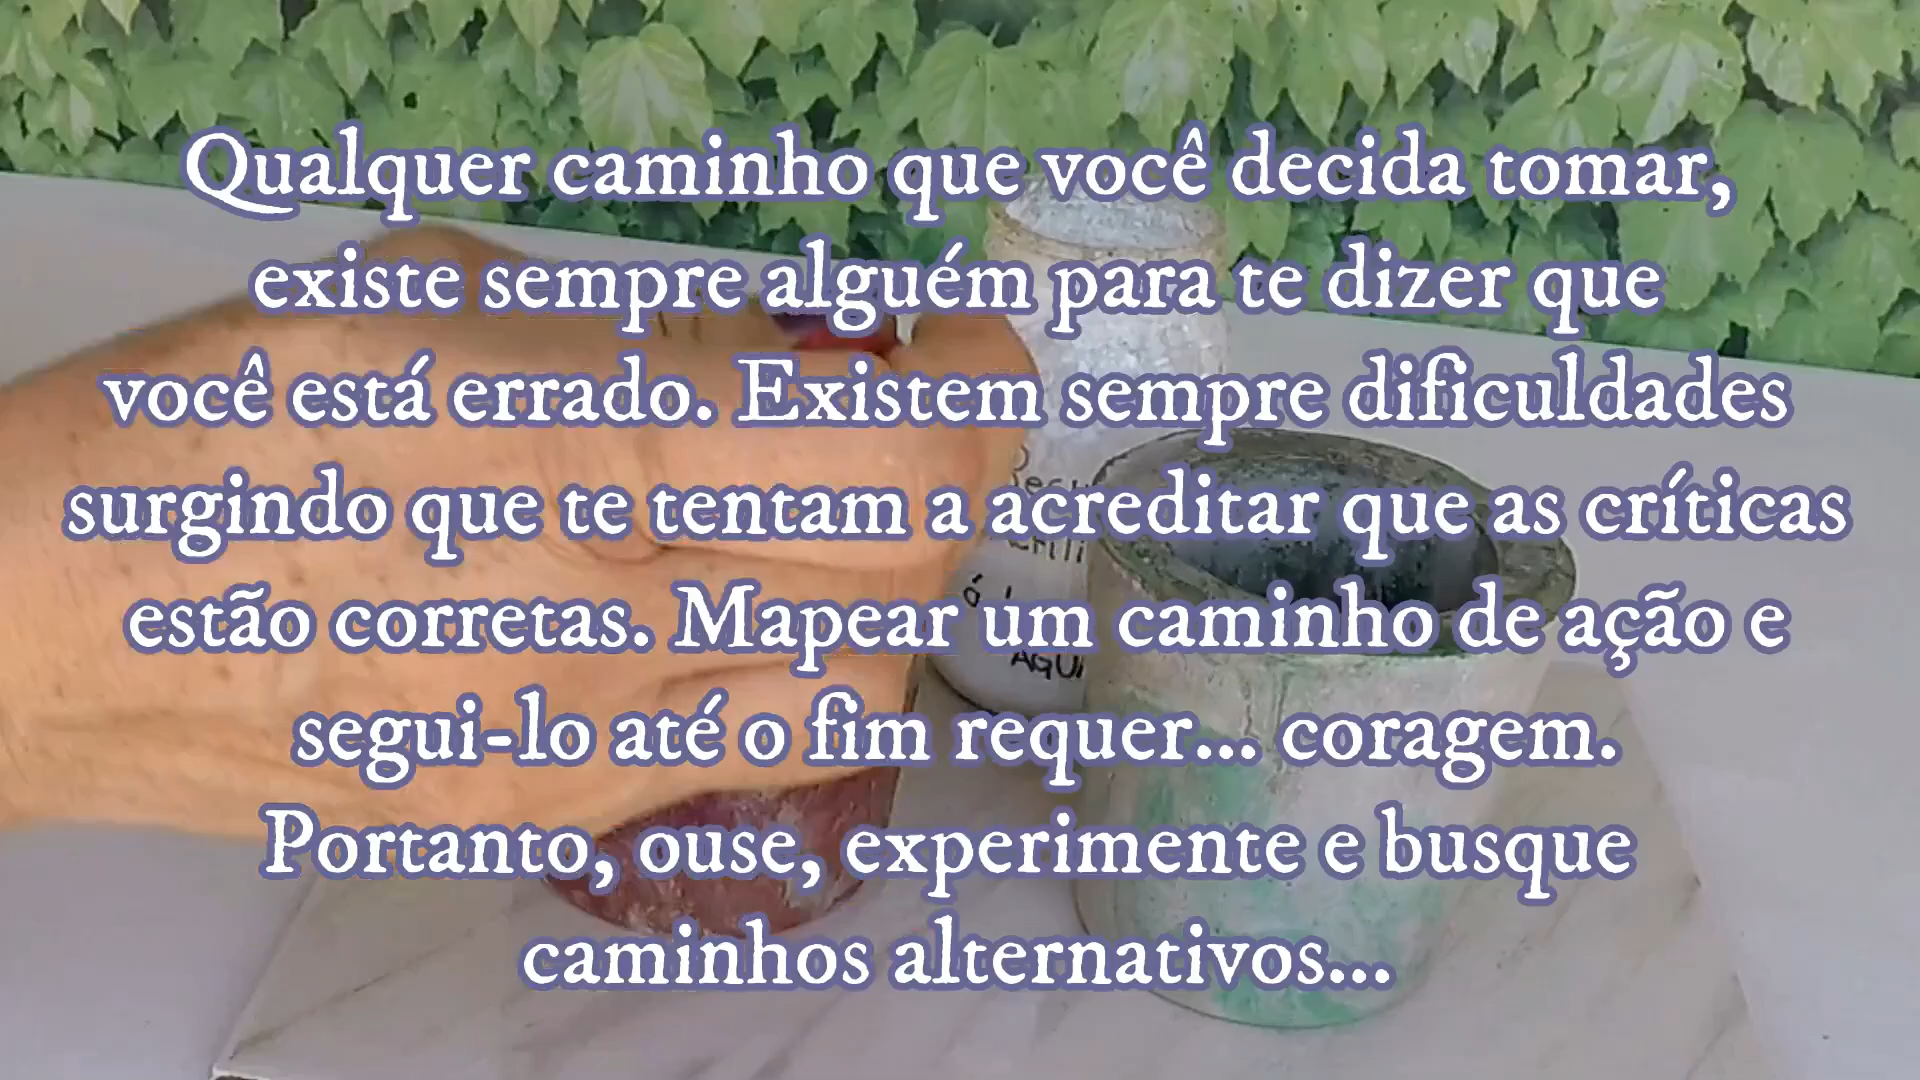 Qualquer caminho que você decida tomar,
existe sempre alguém para te dizer que
você está errado. Existem sempre dificuldades
surgindo que te tentam a acreditar que as críticas
estão corretas. Mapear um caminho de ação e
segui-lo até o fim requer... coragem.
Portanto, ouse, experimente e busque
caminhos alternativos...
AGUA